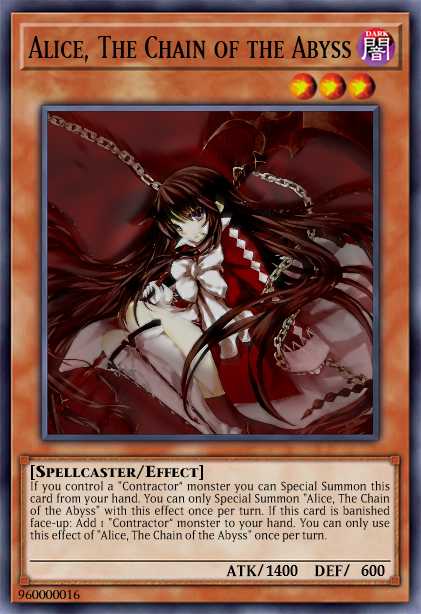 Alice, The Chain of the Abyss
DARK
闇
[Spellcaster/Effect]
If you control a "Contractor" monster you can Special Summon
this card from your hand. You can only Special Summon "Alice, The Chain
of the Abyss" with this effect once per turn. If this card is banished
face-up: Add 1 "Contractor" monster to your hand. You can only use
this effect of "Alice, The Chain of the Abyss" once per turn.
ATK/1400 DEF/ 600
960000016